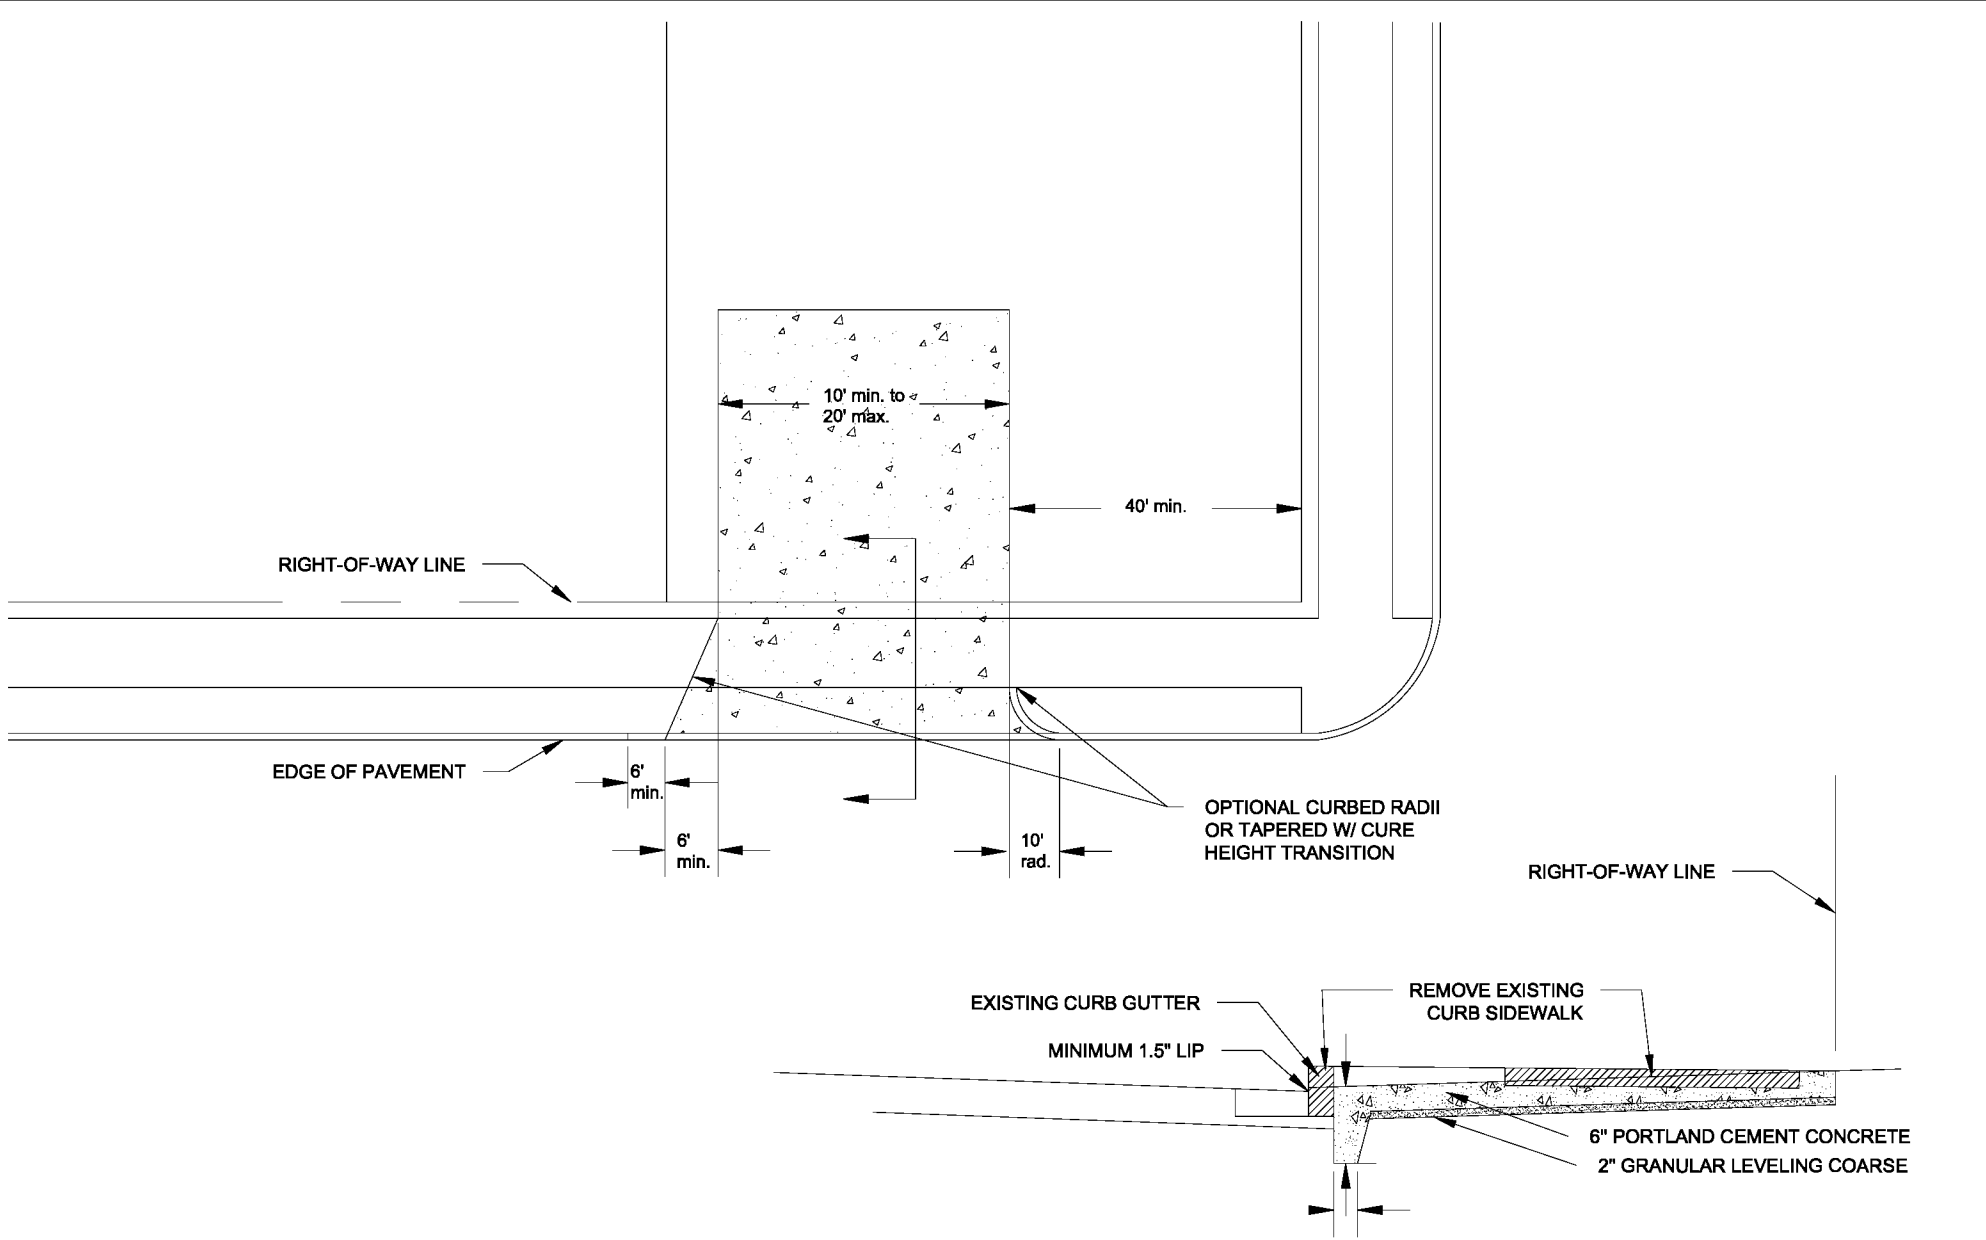 10' min. to
20' max.
40' min.
RIGHT-OF-WAY LINE
EDGE OF PAVEMENT
6'
min.
6'
min.
10'
rad.
OPTIONAL CURBED RADII
OR TAPERED W/ CURE
HEIGHT TRANSITION
RIGHT-OF-WAY LINE
EXISTING CURB GUTTER
REMOVE EXISTING
CURB SIDEWALK
MINIMUM 1.5" LIP
6" PORTLAND CEMENT CONCRETE
2" GRANULAR LEVELING COARSE